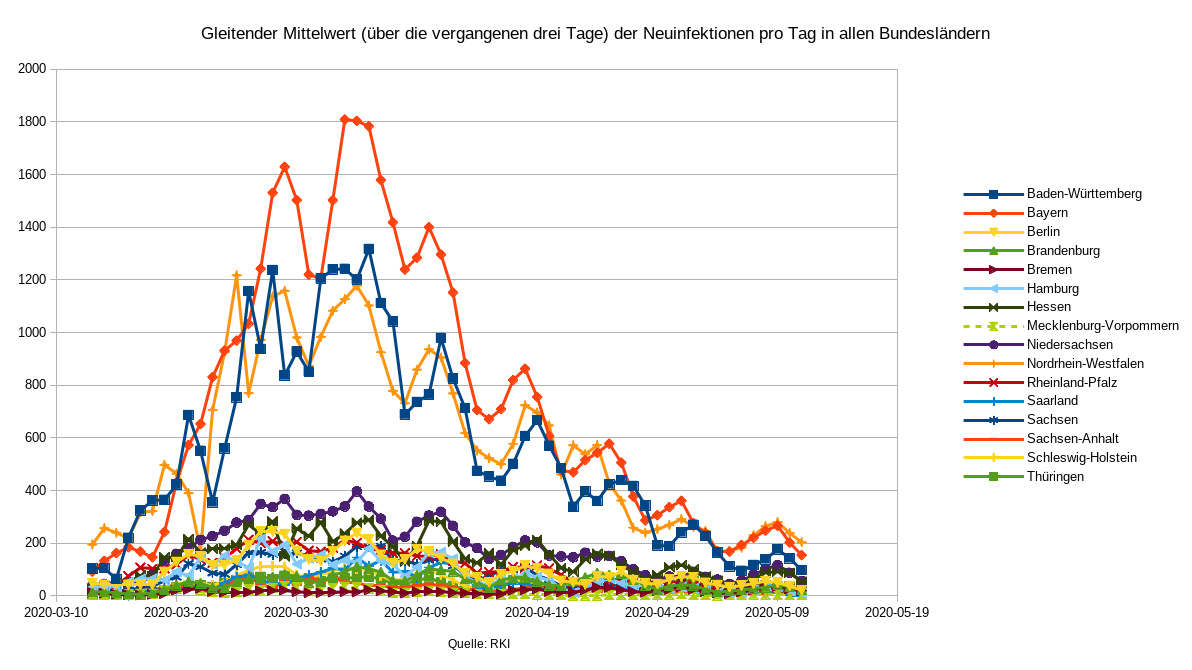 Gleitender Mittelwert (über die vergangenen drei Tage) der Neuinfektionen pro Tag in allen Bundesländern
2000
1800
1600
1400
1200
1000
800
600
400
200
0
2020-03-10 2020-03-20 2020-03-30 2020-04-09 2020-04-19 2020-04-29 2020-05-09 2020-05-19
Quelle: RKI
Baden-Württemberg
Bayern
Berlin
Brandenburg
Bremen
Hamburg
Hessen
Mecklenburg-Vorpommern
Niedersachsen
Nordrhein-Westfalen
Rheinland-Pfalz
Saarland
Sachsen
Sachsen-Anhalt
Schleswig-Holstein
Thüringen